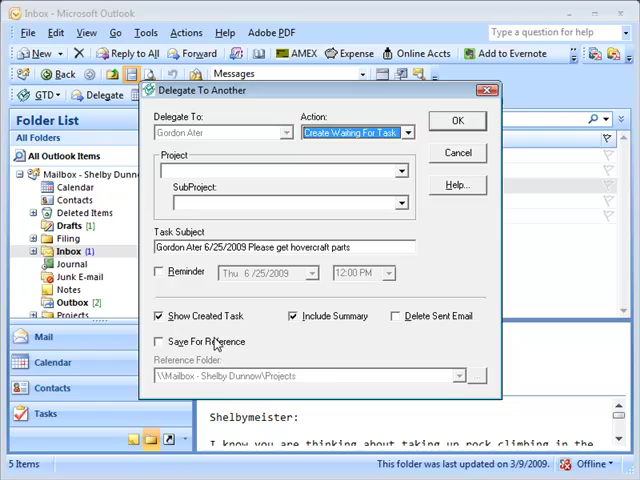 Inbox - Microsoft Outlook
File Edit View Go Tools Actions Help Adobe PDF
Type a question for help
New Reply to All Forward AMEX Expense Online Accts Add to Evernote
Back Messages
GTD Delegate
Folder List
All Folders
All Outlook Items
Mailbox - Shelby Dunnow
Calendar
Contacts
Deleted Items
Drafts (2)
Filing
Inbox (1)
Journal
Junk E-mail
Notes
Outbox (2)
Projects
Mail
Calendar
Contacts
Tasks
Delegate To Another
Delegate To: Action:
Gordon Ater Create Waiting For Task OK
Project Cancel
SubProject Help...
Task Subject
Gordon Ater 6/25/2009 Please get hovercraft parts
Reminder Thu 6/25/2009 12:00 PM
Show Created Task Include Summary Delete Sent Email
Save For Reference
Reference Folder:
\\Mailbox - Shelby Dunnow\Projects ...
Shelbymeister:
I know you are thinking about taking up rock climbing in the
5 Items This folder was last updated on 3/9/2009. Offline